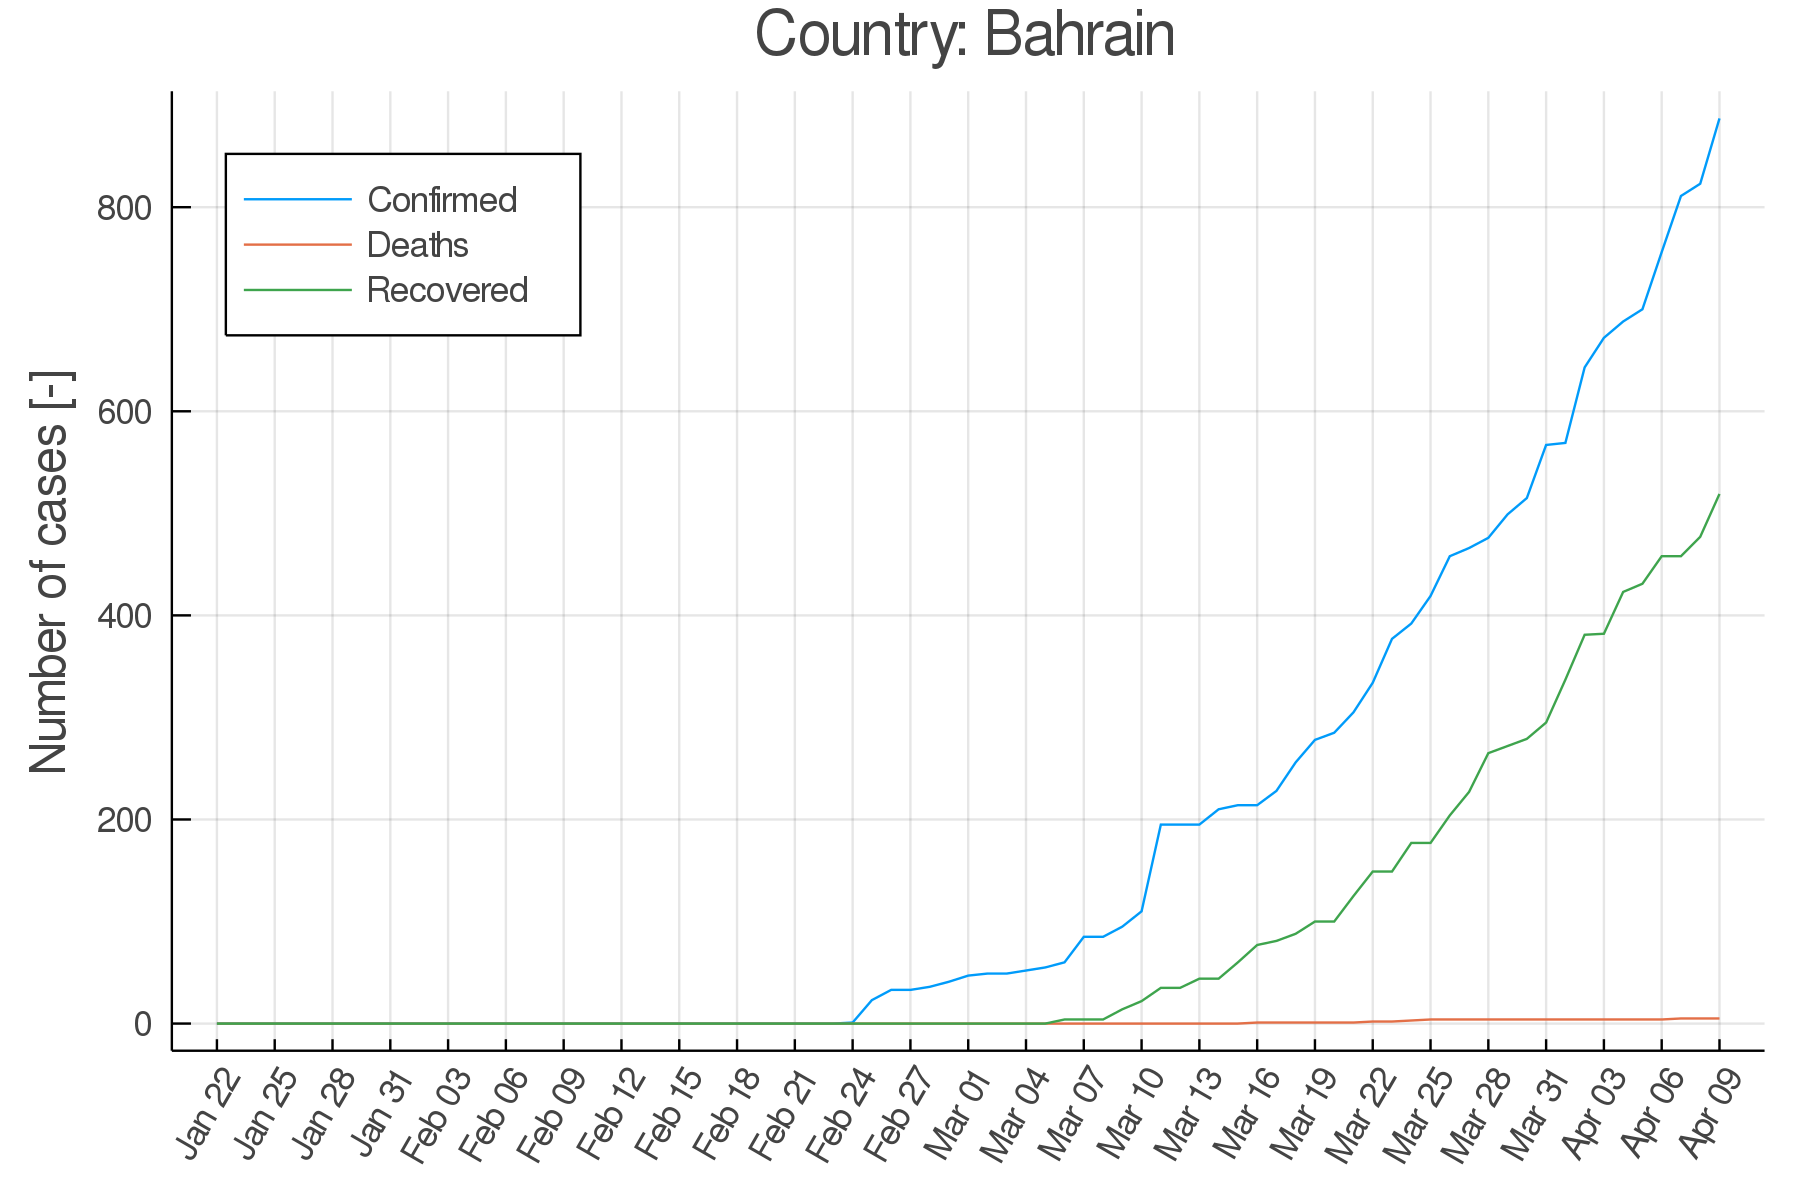 Country: Bahrain
Number of cases [-]
Confirmed
Deaths
Recovered
800
600
400
200
0
Jan 22
Jan 25
Jan 28
Jan 31
Feb 03
Feb 06
Feb 09
Feb 12
Feb 15
Feb 18
Feb 21
Feb 24
Feb 27
Mar 01
Mar 04
Mar 07
Mar 10
Mar 13
Mar 16
Mar 19
Mar 22
Mar 25
Mar 28
Mar 31
Apr 03
Apr 06
Apr 09